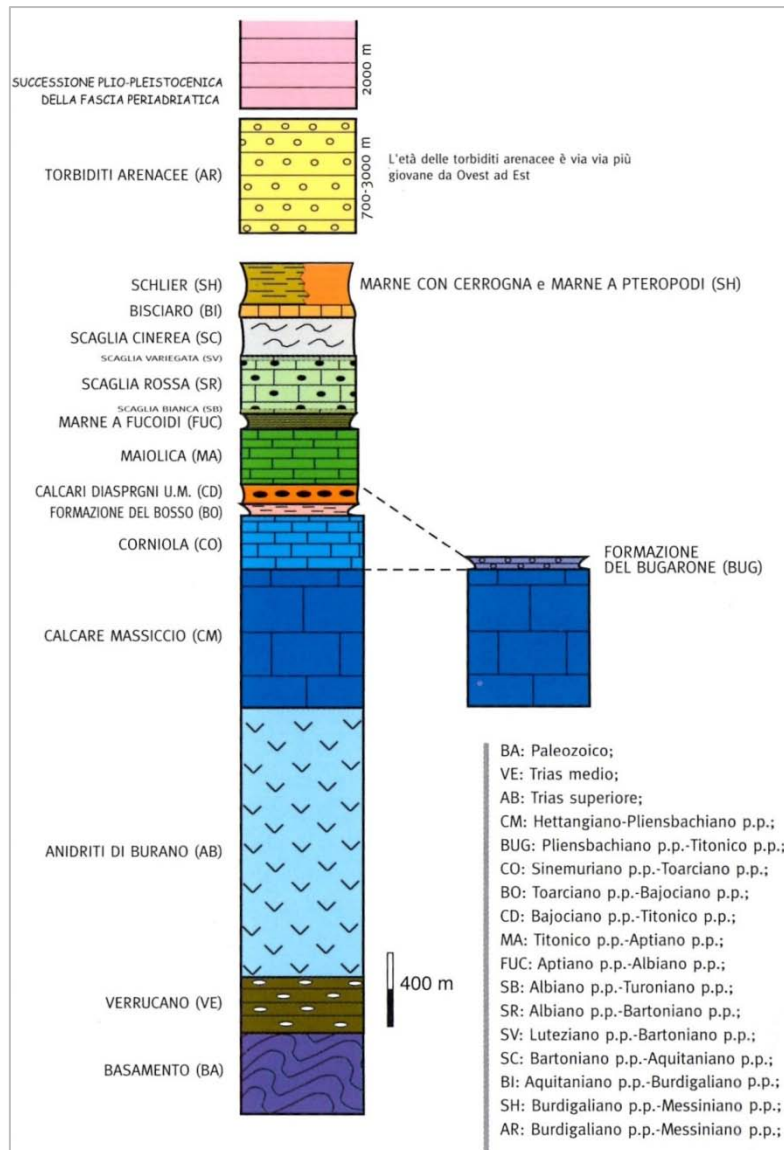 SUCCESSIONE PLIO-PLEISTOCENICA
DELLA FASCIA PERIADRIATICA
2000 m
TORBIDITI ARENACEE (AR)
700-3000 m
L'età delle torbiditi arenacee è via via più
giovane da Ovest ad Est
SCHLIER (SH)
MARNE CON CERROGNA e MARNE A PTEROPODI (SH)
BISCIARO (BI)
SCAGLIA CINEREA (SC)
SCAGLIA VARIEGATA (SV)
SCAGLIA ROSSA (SR)
SCAGLIA BIANCA (SB)
MARNE A FUCOIDI (FUC)
MAIOLICA (MA)
CALCARI DIASPRGNI U.M. (CD)
FORMAZIONE DEL BOSSO (BO)
CORNIOLA (CO)
FORMAZIONE
DEL BUGARONE (BUG)
CALCARE MASSICCIO (CM)
ANIDRITI DI BURANO (AB)
400 m
VERRUCANO (VE)
BASAMENTO (BA)
BA: Paleozoico;
VE: Trias medio;
AB: Trias superiore;
CM: Hettangiano-Pliensbachiano p.p.;
BUG: Pliensbachiano p.p.-Titonico p.p.;
CO: Sinemuriano p.p.-Toarciano p.p.;
BO: Toarciano p.p.-Bajociano p.p.;
CD: Bajociano p.p.-Titonico p.p.;
MA: Titonico p.p.-Aptiano p.p.;
FUC: Aptiano p.p.-Albiano p.p.;
SB: Albiano p.p.-Turoniano p.p.;
SR: Albiano p.p.-Bartoniano p.p.;
SV: Luteziano p.p.-Bartoniano p.p.;
SC: Bartoniano p.p.-Aquitaniano p.p.;
BI: Aquitaniano p.p.-Burdigaliano p.p.;
SH: Burdigaliano p.p.-Messiniano p.p.;
AR: Burdigaliano p.p.-Messiniano p.p.;